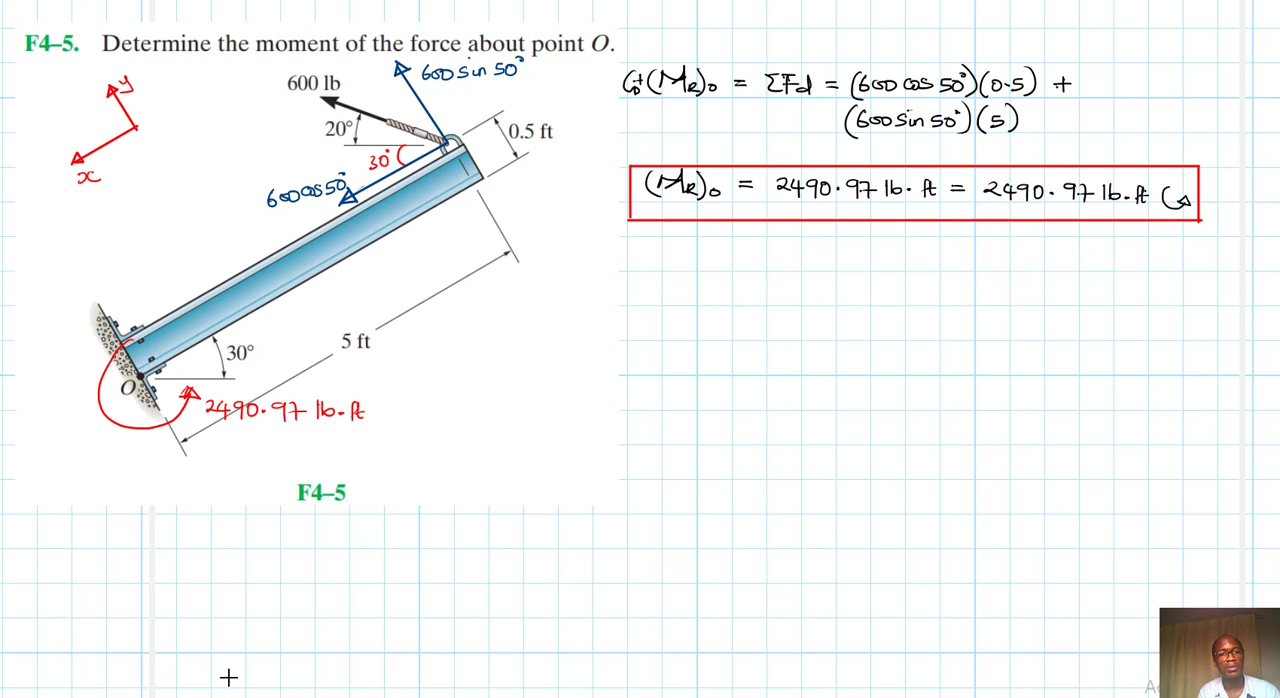 F4–5. Determine the moment of the force about point O.
y
x
600 lb
600 sin 50°
20°
30°
600 cos 50°
0.5 ft
5 ft
30°
O
2490.97 lb.ft
F4–5
+(MR)o = ΣFd = (600 cos 50°)(0.5) +
(600 sin 50°)(5)
(MR)o = 2490.97 lb.ft = 2490.97 lb.ft